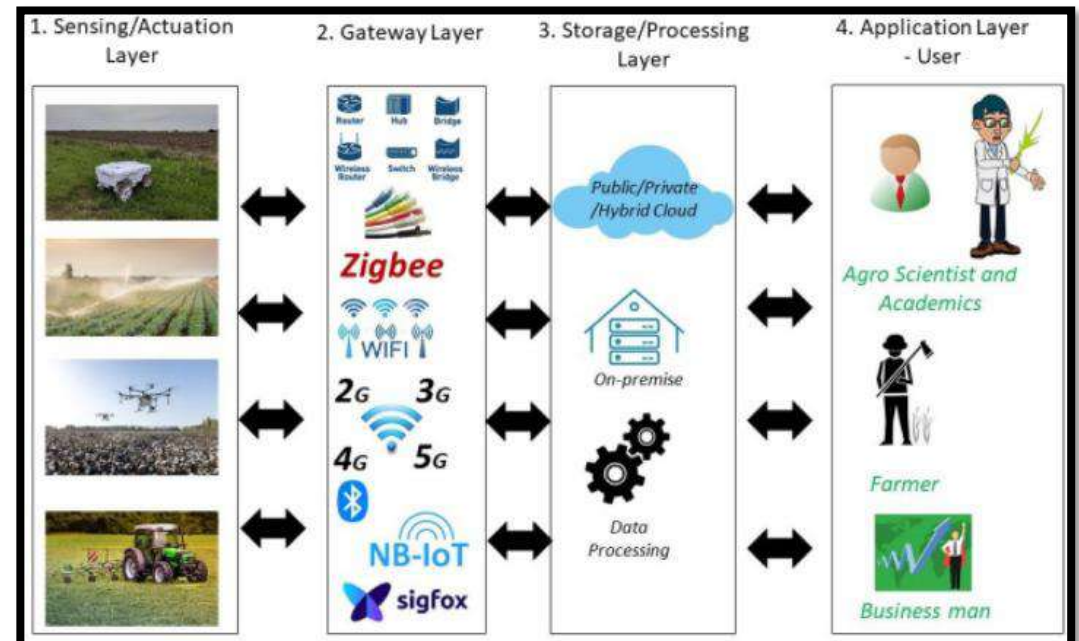 1. Sensing/Actuation
Layer
2. Gateway Layer
3. Storage/Processing
Layer
4. Application Layer
- User
Router
Hub
Bridge
Wireless
Router
Switch
Wireless
Bridge
Zigbee
WIFI
2G
3G
4G
5G
NB-IoT
sigfox
Public/Private
/Hybrid Cloud
On-premise
Data
Processing
Agro Scientist and
Academics
Farmer
Business man